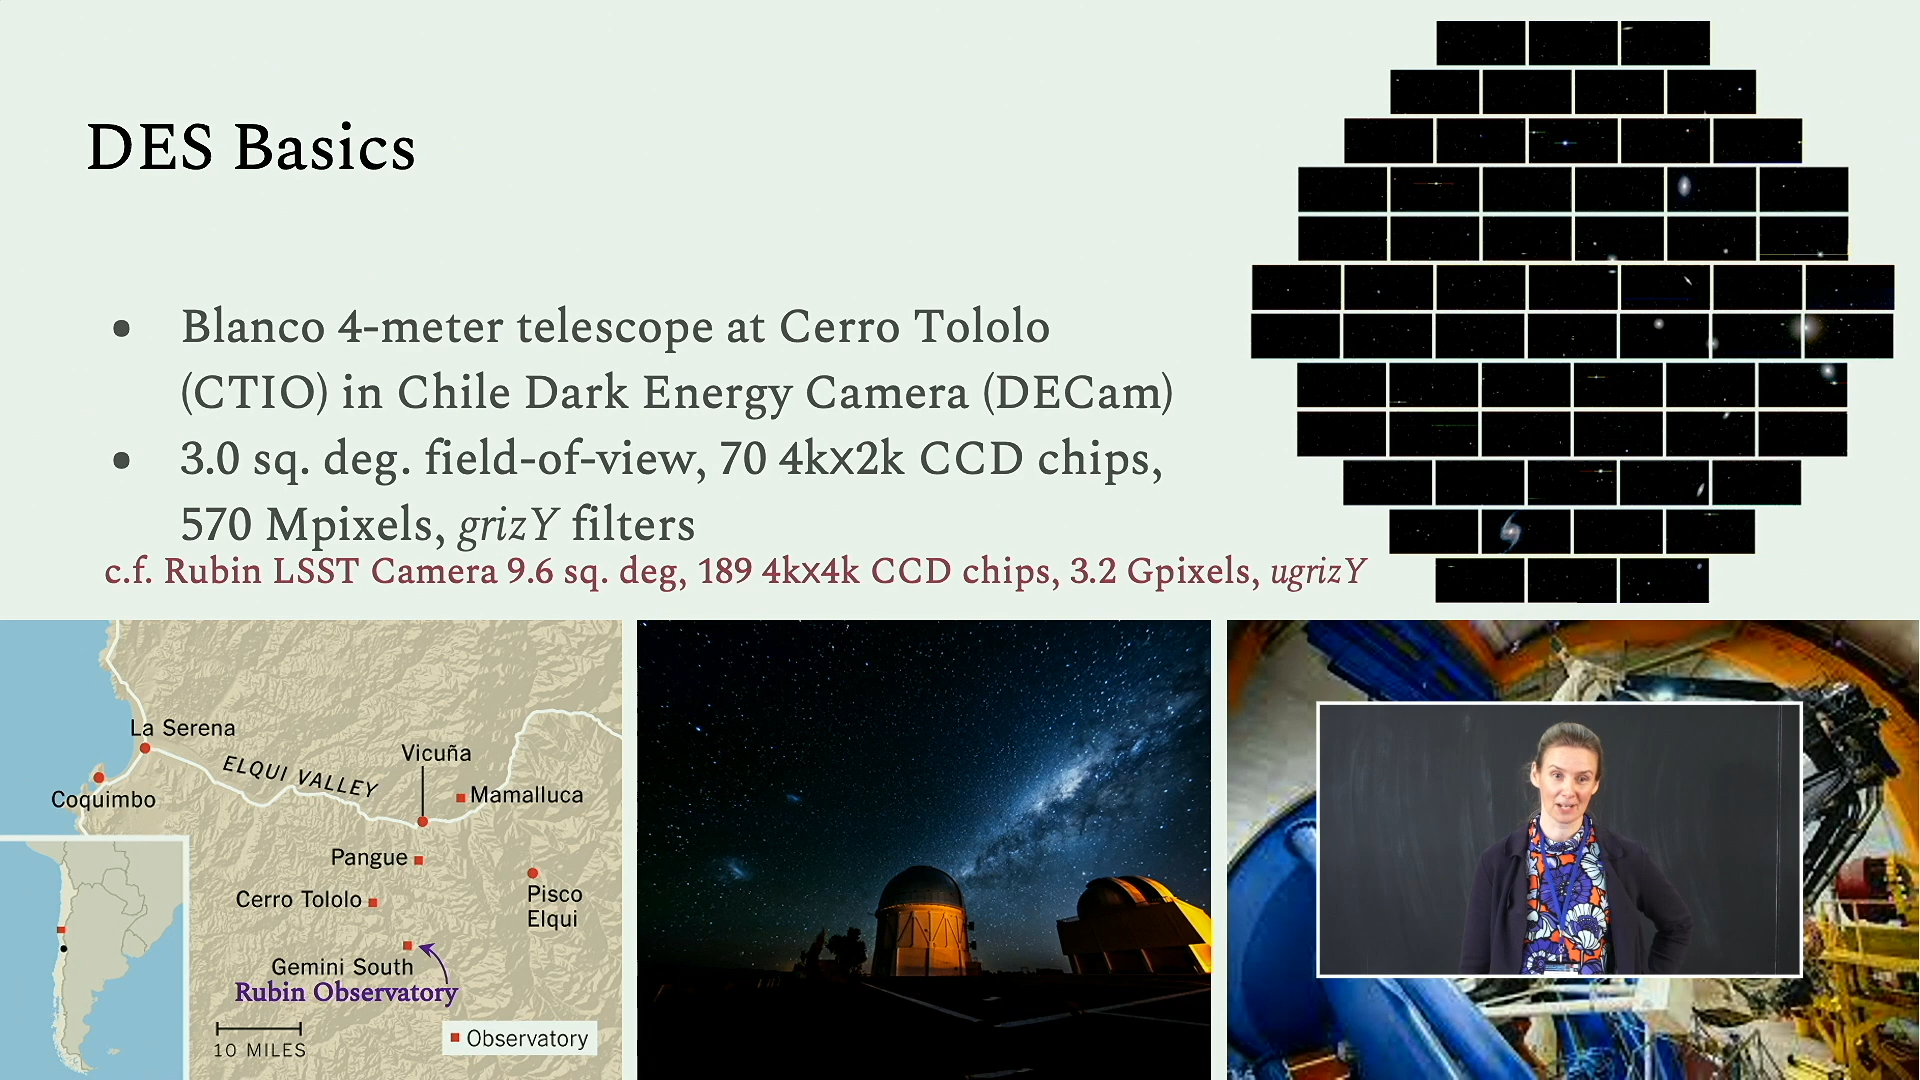 DES Basics
• Blanco 4-meter telescope at Cerro Tololo
(CTIO) in Chile Dark Energy Camera (DECam)
• 3.0 sq. deg. field-of-view, 70 4kx2k CCD chips,
570 Mpixels, grizY filters
c.f. Rubin LSST Camera 9.6 sq. deg, 189 4kx4k CCD chips, 3.2 Gpixels, ugrizY
La Serena
ELQUI VALLEY
Vicuña
Coquimbo
Mamalluca
Pangue
Cerro Tololo
Pisco
Elqui
Gemini South
Rubin Observatory
10 MILES
Observatory